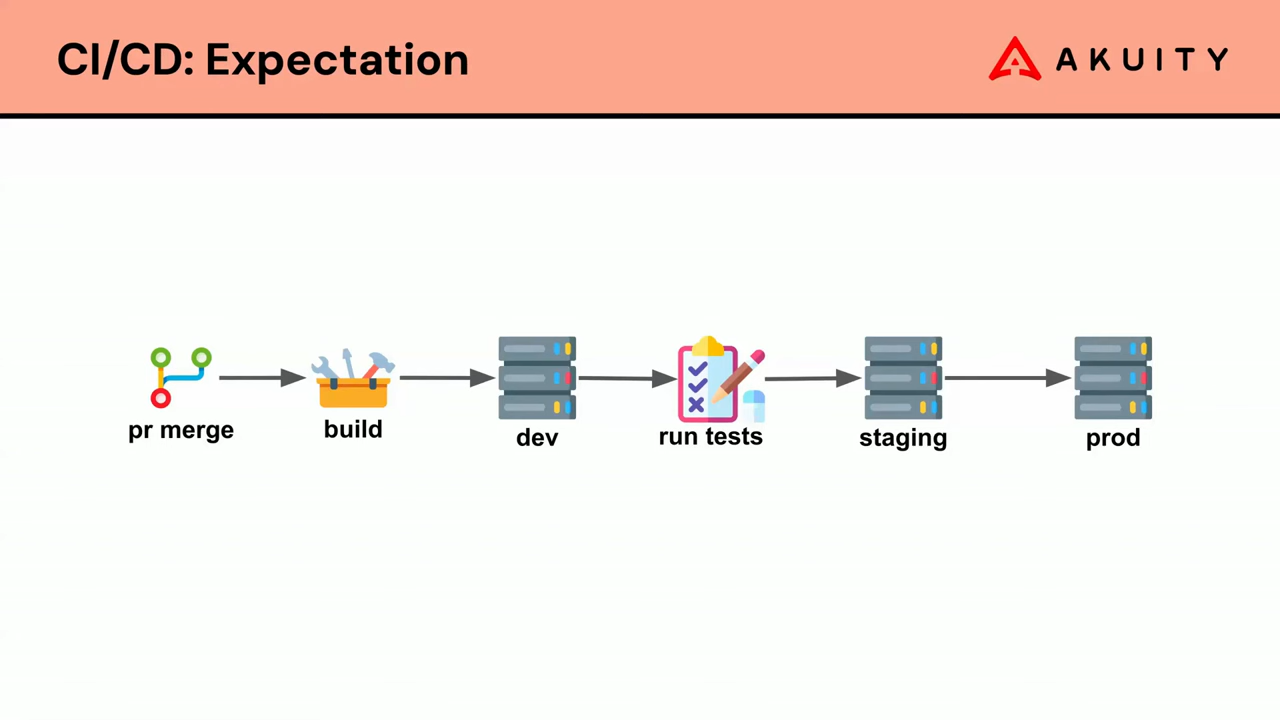 CI/CD: Expectation
AKUITY
pr merge
build
dev
run tests
staging
prod